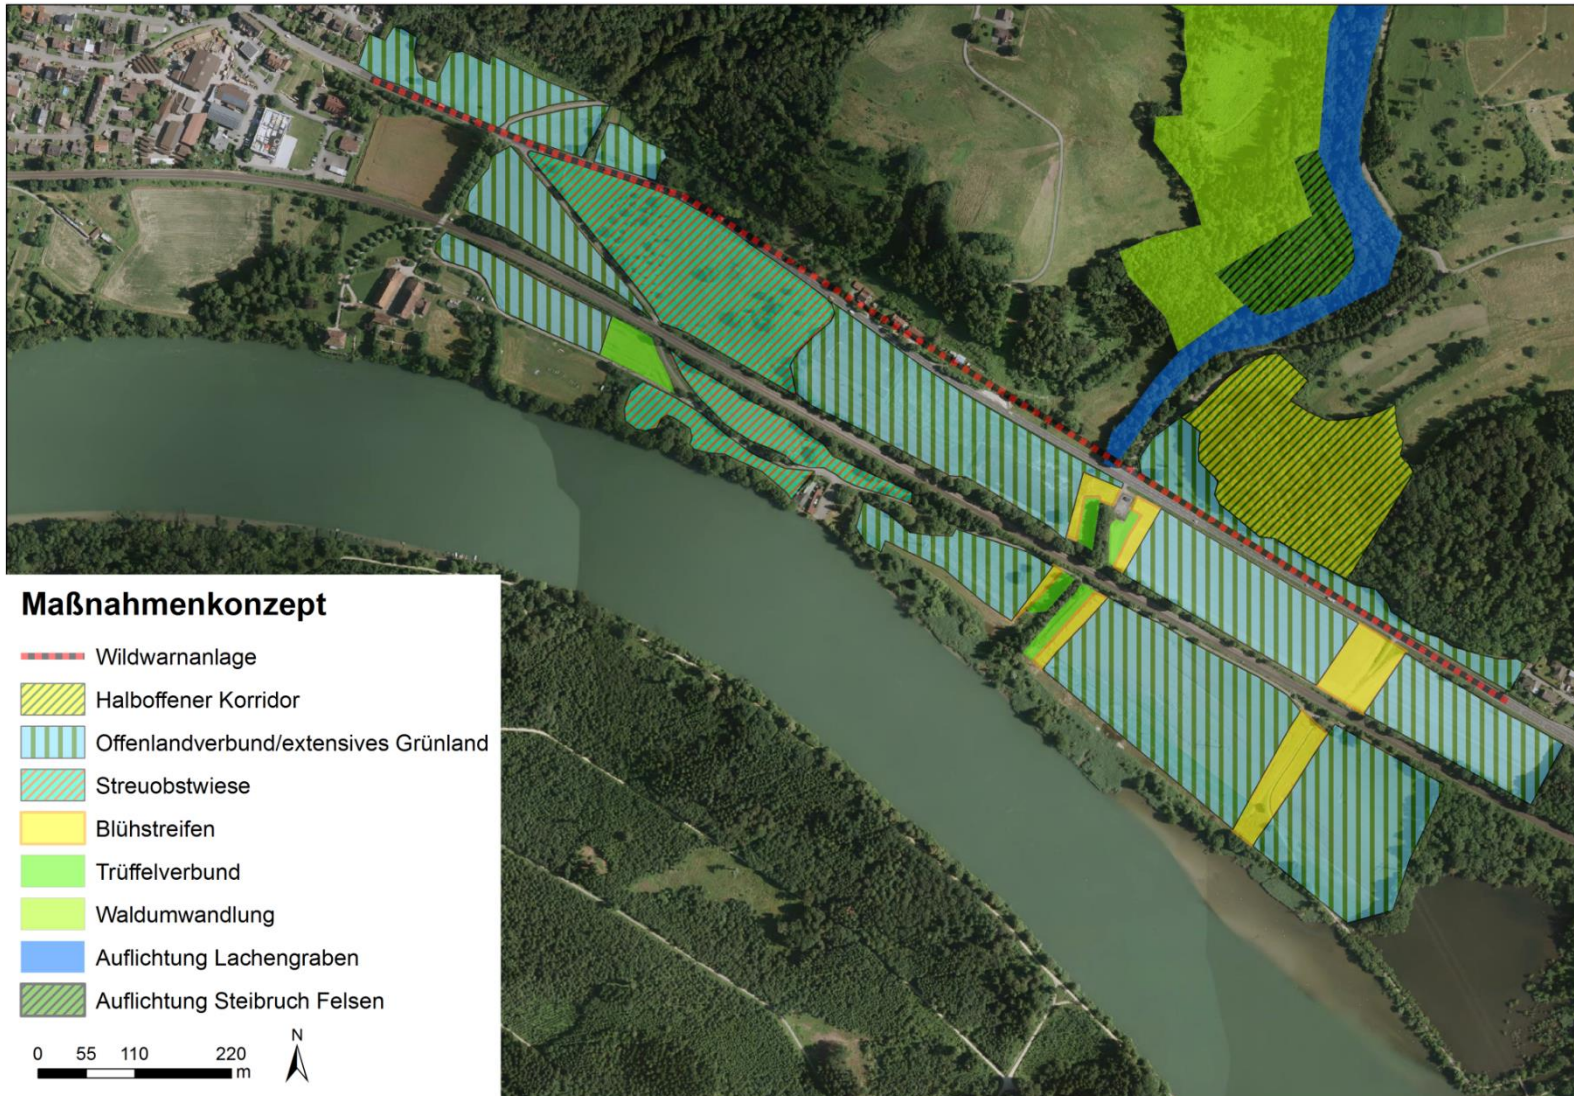 Maßnahmenkonzept
Wildwarnanlage
Halboffener Korridor
Offenlandverbund/extensives Grünland
Streuobstwiese
Blühstreifen
Trüffelverbund
Waldumwandlung
Auflichtung Lachengraben
Auflichtung Steibruch Felsen
N
0 55 110 220
m